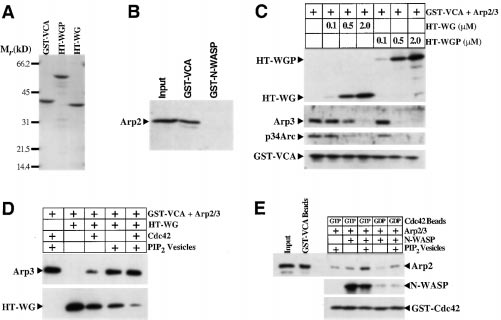 A
GST-VCA
HT-WGP
HT-WG
Mr(kD)
66.2
45
31
21.5
14.4
B
Input
GST-VCA
GST-N-WASP
Arp2
C
+ + + + + + + GST-VCA + Arp2/3
0.1 0.5 2.0 HT-WG (μM)
0.1 0.5 2.0 HT-WGP (μM)
HT-WGP
HT-WG
Arp3
p34Arc
GST-VCA
D
+ + + + + GST-VCA + Arp2/3
+ + + + HT-WG
+ + + Cdc42
+ + + PIP2 Vesicles
Arp3
HT-WG
E
Input
GST-VCA Beads
GTP GTP GTP GDP GDP Cdc42 Beads
+ + + + + Arp2/3
+ + + + N-WASP
+ + + PIP2 Vesicles
Arp2
N-WASP
GST-Cdc42